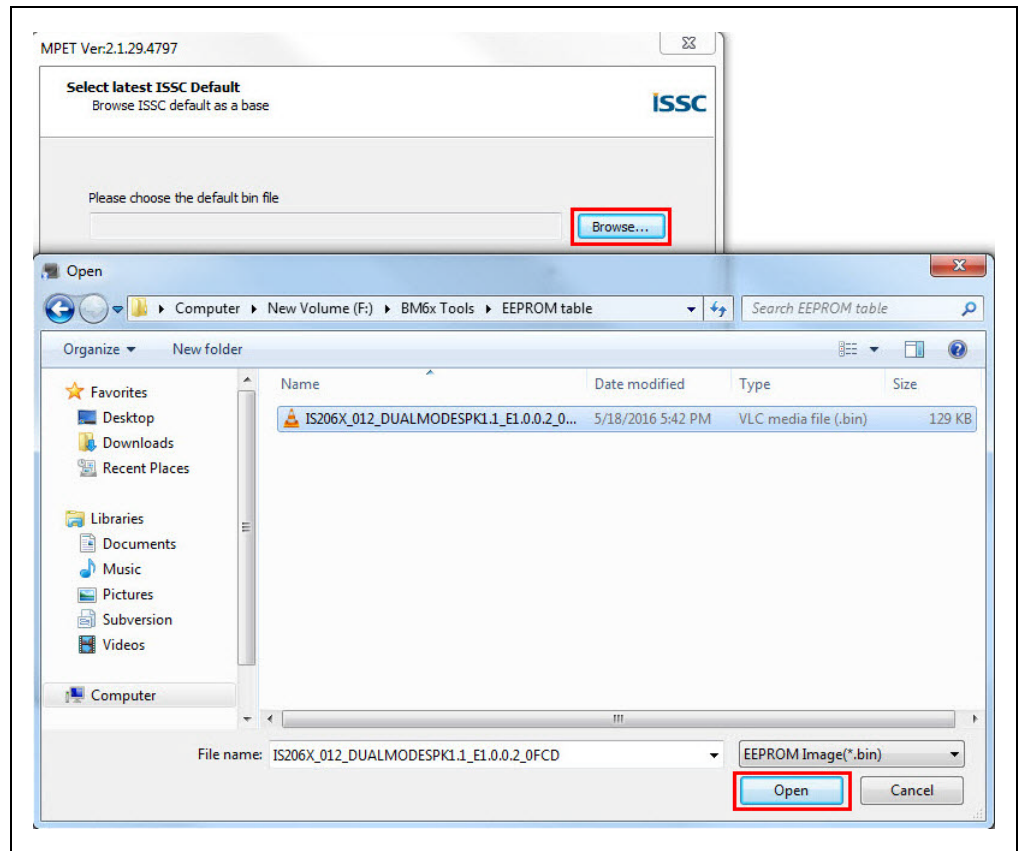 MPET Ver:2.1.29.4797
Select latest ISSC Default
Browse ISSC default as a base
issc
Please choose the default bin file
Browse...
Open
Computer New Volume (F:) BM6x Tools EEPROM table
Search EEPROM table
Organize New folder
Favorites
Desktop
Downloads
Recent Places
Libraries
Documents
Music
Pictures
Subversion
Videos
Computer
Name Date modified Type Size
IS206X_012_DUALMODESPK1.1_E1.0.0.2_0... 5/18/2016 5:42 PM VLC media file (.bin) 129 KB
File name: IS206X_012_DUALMODESPK1.1_E1.0.0.2_0FCD EEPROM Image(*.bin)
Open Cancel